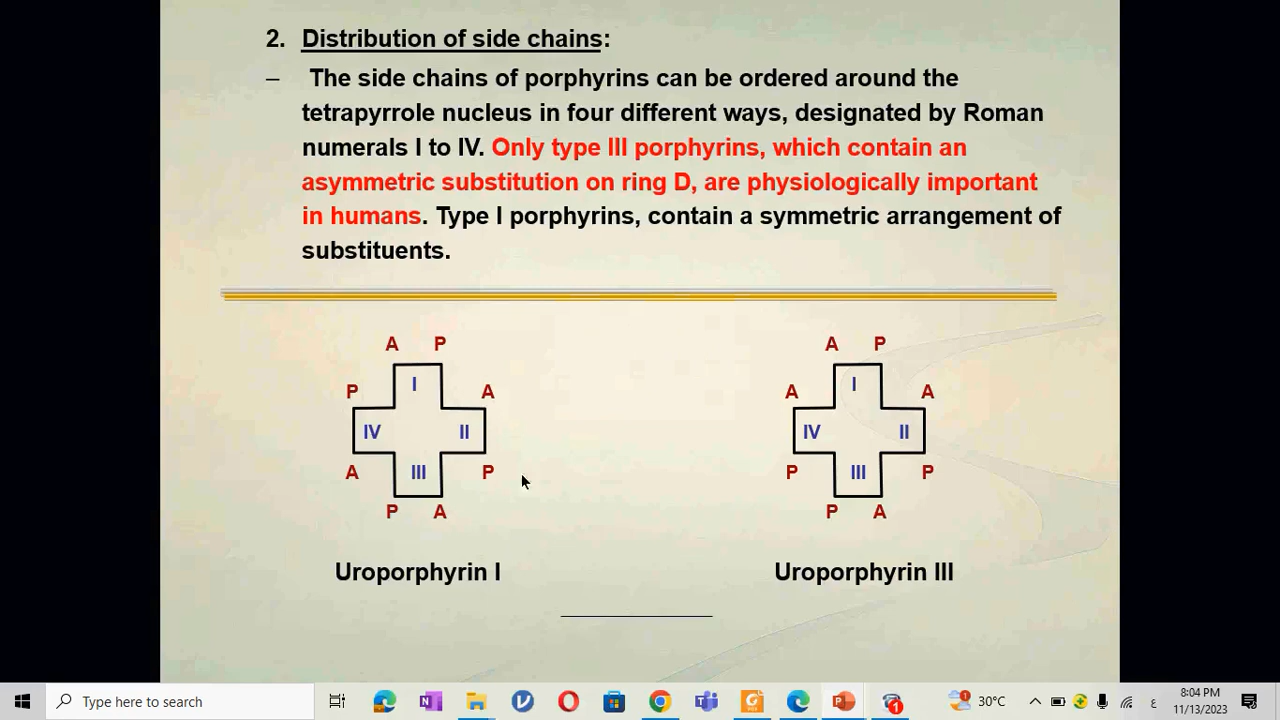 2. Distribution of side chains:
– The side chains of porphyrins can be ordered around the
tetrapyrrole nucleus in four different ways, designated by Roman
numerals I to IV. Only type III porphyrins, which contain an
asymmetric substitution on ring D, are physiologically important
in humans. Type I porphyrins, contain a symmetric arrangement of
substituents.
A P
I
P A
IV II
A III P
P A
Uroporphyrin I
A P
I
A A
IV II
P III P
P A
Uroporphyrin III
Type here to search
30°C
ع
8:04 PM
11/13/2023